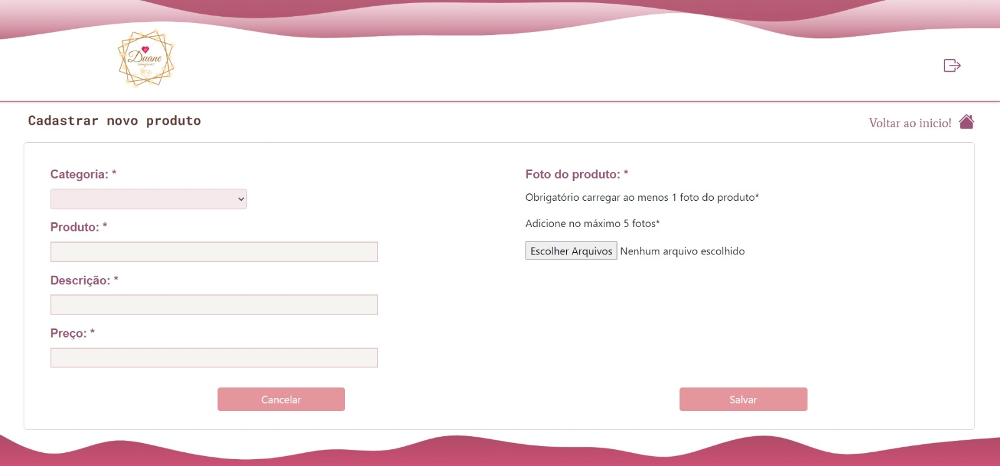 Duane
Cadastrar novo produto
Voltar ao inicio!
Categoria: *
Produto: *
Descrição: *
Preço: *
Foto do produto: *
Obrigatório carregar ao menos 1 foto do produto*
Adicione no máximo 5 fotos*
Escolher Arquivos Nenhum arquivo escolhido
Cancelar
Salvar